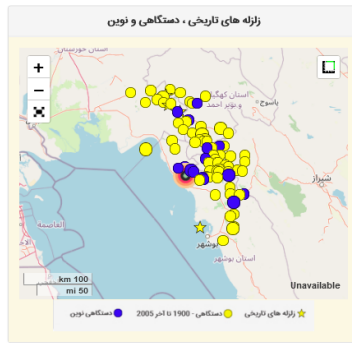 زلزله های تاریخی ، دستگاهی و نوین
استان خوزستان
+
−
استان کهگیلویه
و بویر احمد
یاسوج
شیراز
العاصمة
بوشهر
استان بوشهر
km 100
mi 50
Unavailable
زلزله های تاریخی
دستگاهی - 1900 تا آخر 2005
دستگاهی نوین